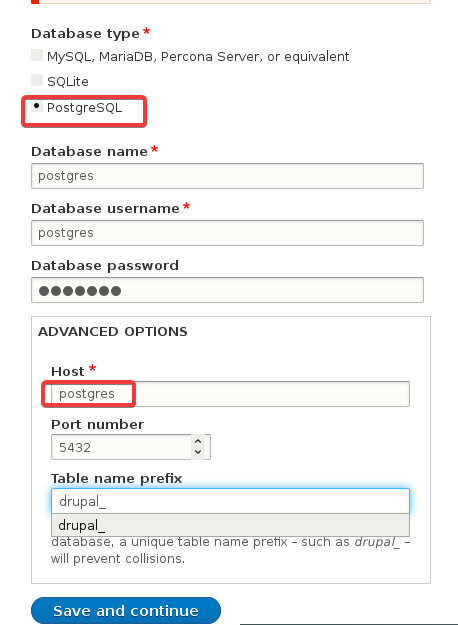 Database type*
MySQL, MariaDB, Percona Server, or equivalent
SQLite
PostgreSQL
Database name*
postgres
Database username*
postgres
Database password
●●●●●●●
ADVANCED OPTIONS
Host *
postgres
Port number
5432
Table name prefix
drupal_
drupal_
database, a unique table name prefix – such as drupal_ –
will prevent collisions.
Save and continue